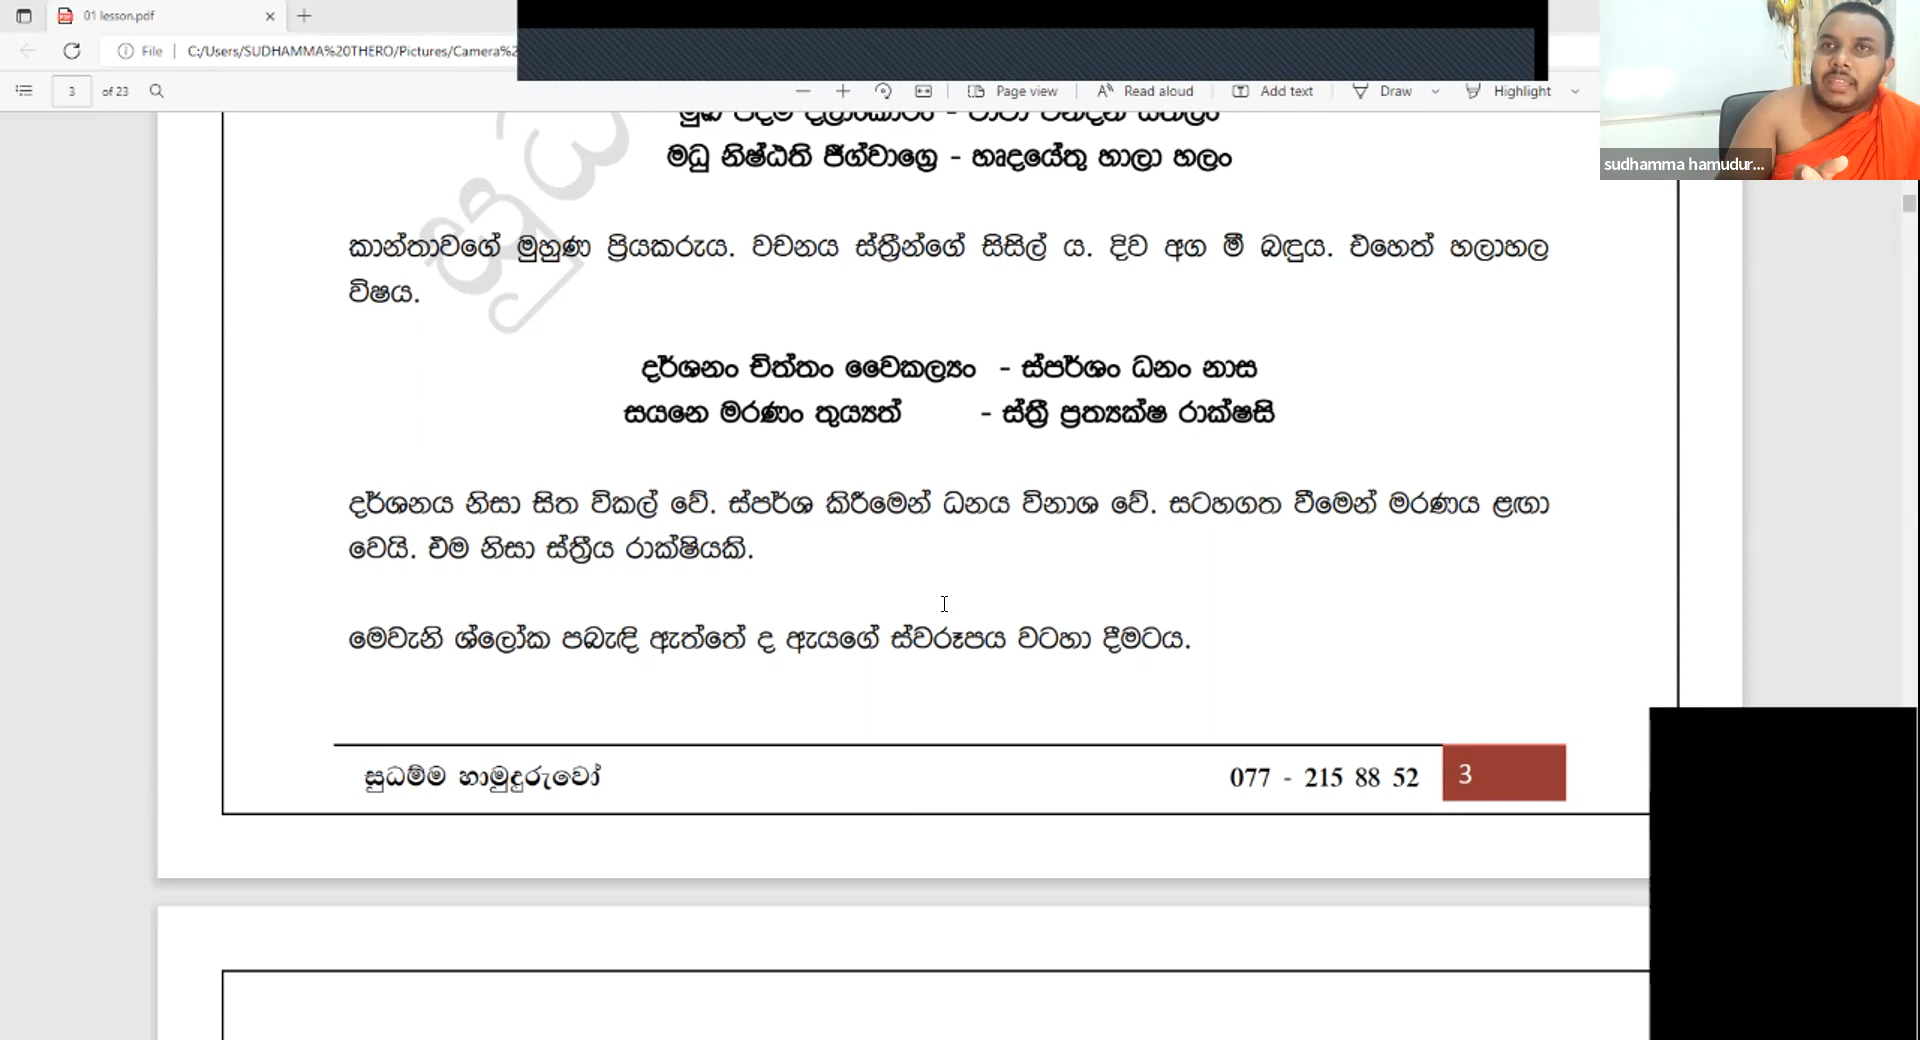 01 lesson.pdf
File
C:/Users/SUDHAMMA%20THERO/Pictures/Camera%2
3 of 23
Page view
Read aloud
Add text
Draw
Highlight
sudhamma hamudur...
මධු නිෂ්ඨති ජීග්වාග්‍රෙ - හෘදයේතු හාලා හලං
කාන්තාවගේ මුහුණ ප්‍රියකරුය. වචනය ස්ත්‍රීන්ගේ සිසිල් ය. දිව අග මී බඳුය. එහෙත් හලාහල
විෂය.
දර්ශනං චිත්තං වෛකල්‍යං - ස්පර්ශං ධනං නාස
සයනෙ මරණං තුය්‍යත් - ස්ත්‍රී ප්‍රත්‍යක්ෂ රාක්ෂසි
දර්ශනය නිසා සිත විකල් වේ. ස්පර්ශ කිරීමෙන් ධනය විනාශ වේ. සටහගත වීමෙන් මරණය ළඟා
වෙයි. එම නිසා ස්ත්‍රීය රාක්ෂියකි.
මෙවැනි ශ්ලෝක පබැඳි ඇත්තේ ද ඇයගේ ස්වරූපය වටහා දීමටය.
සුධම්ම හාමුදුරුවෝ
077 - 215 88 52
3